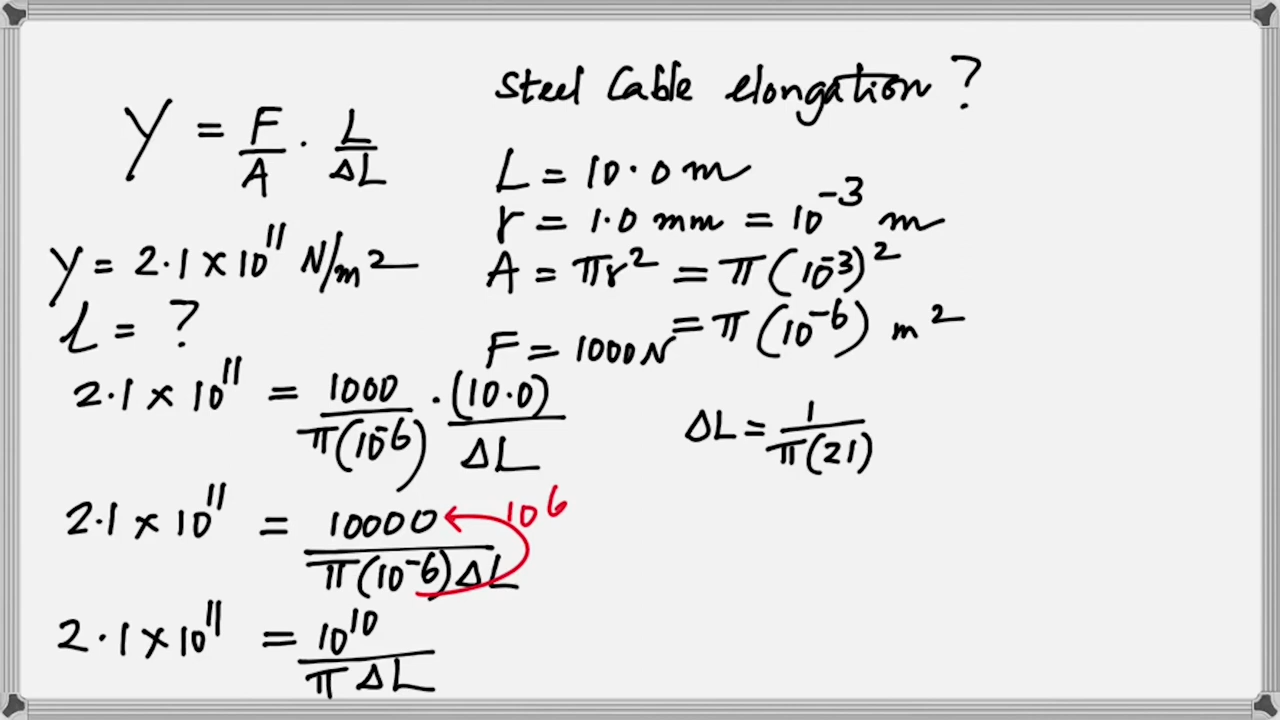 Steel Cable elongation ?
Y = F/A · L/ΔL
L = 10.0 m
r = 1.0 mm = 10⁻³ m
Y = 2.1 × 10¹¹ N/m²
A = πr² = π(10⁻³)²
= π(10⁻⁶) m²
L = ?
F = 1000 N
2.1 × 10¹¹ = 1000/π(10⁻⁶) · (10.0)/ΔL
ΔL = 1/π(21)
2.1 × 10¹¹ = 10000/π(10⁻⁶)ΔL
10⁶
2.1 × 10¹¹ = 10¹⁰/π ΔL